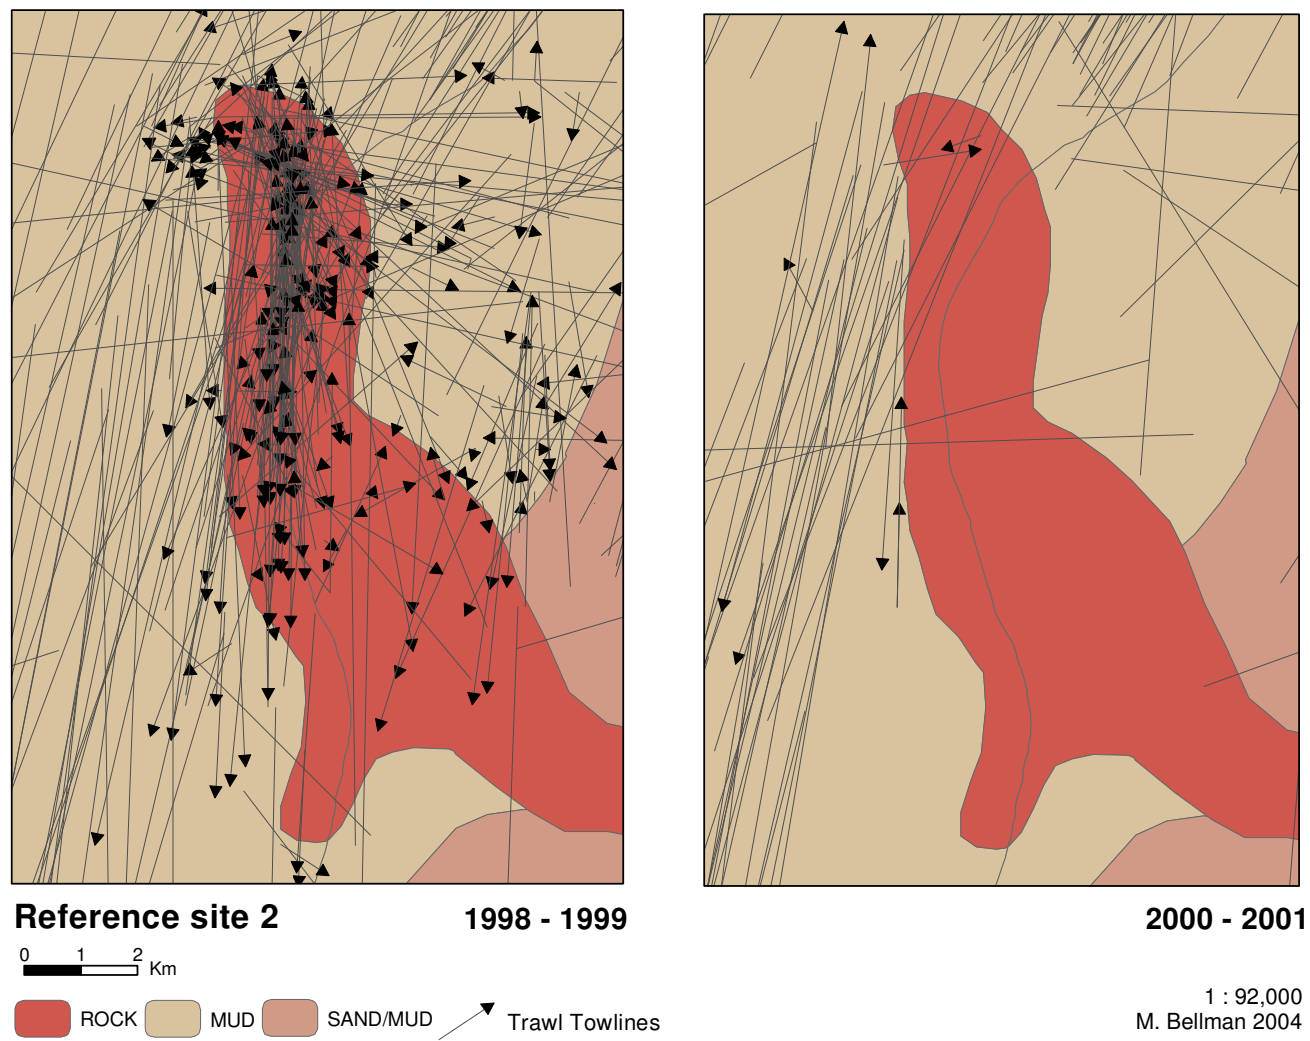 Reference site 2
1998 - 1999
2000 - 2001
0 1 2
Km
ROCK
MUD
SAND/MUD
Trawl Towlines
1 : 92,000
M. Bellman 2004